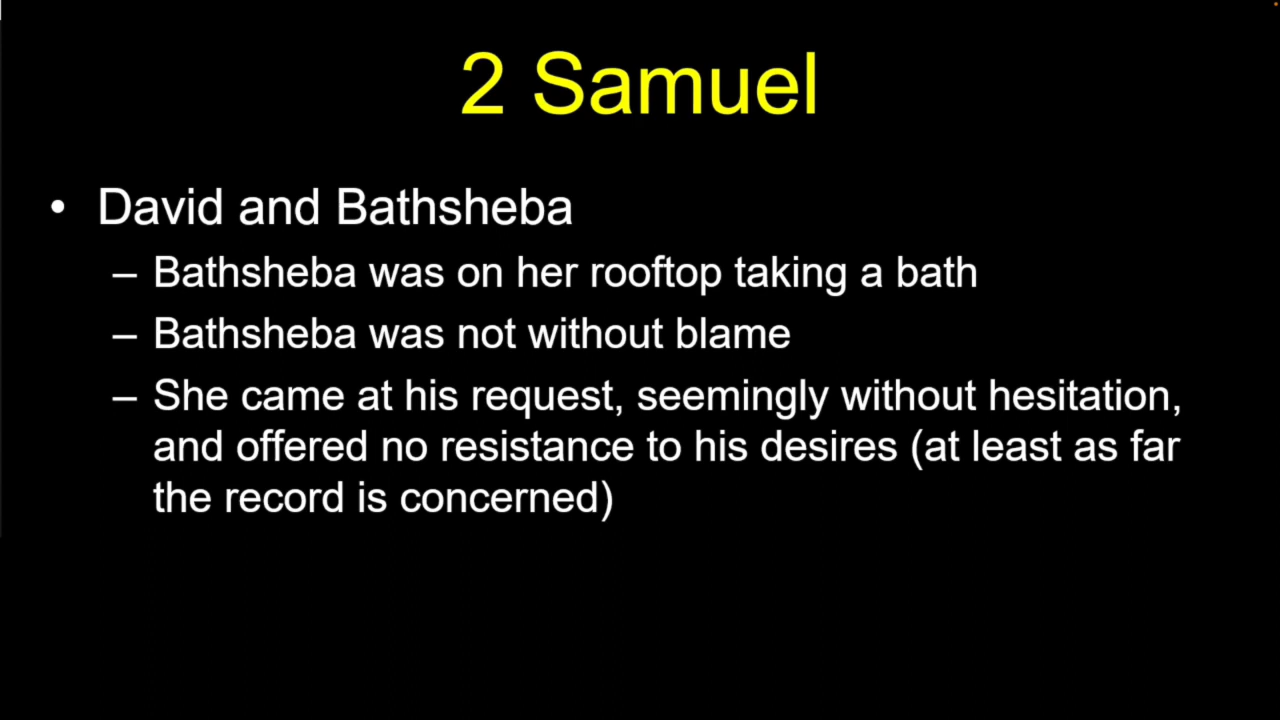 2 Samuel
• David and Bathsheba
– Bathsheba was on her rooftop taking a bath
– Bathsheba was not without blame
– She came at his request, seemingly without hesitation,
and offered no resistance to his desires (at least as far
the record is concerned)